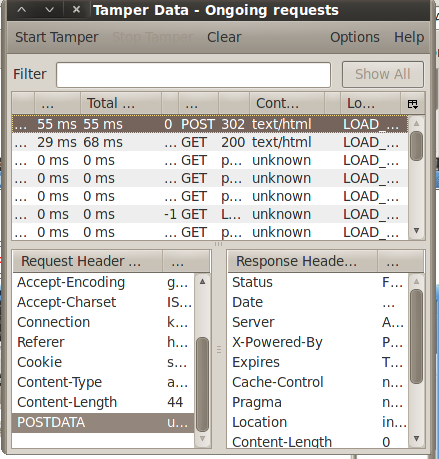 Tamper Data - Ongoing requests
Start Tamper Stop Tamper Clear Options Help
Filter Show All
... ... Total ... ... ... Cont... Lo...
... 55 ms 55 ms 0 POST 302 text/html LOAD_...
... 29 ms 68 ms ... GET 200 text/html LOAD_...
... 0 ms 0 ms ... GET p... unknown LOAD_...
... 0 ms 0 ms ... GET p... unknown LOAD_...
... 0 ms 0 ms ... GET p... unknown LOAD_...
... 0 ms 0 ms -1 GET L... unknown LOAD_...
... 0 ms 0 ms ... GET p... unknown LOAD_...
Request Header ... ...
Accept-Encoding g...
Accept-Charset IS...
Connection k...
Referer h...
Cookie s...
Content-Type a...
Content-Length 44
POSTDATA u...
Response Heade... ...
Status F...
Date ...
Server A...
X-Powered-By P...
Expires T...
Cache-Control n...
Pragma n...
Location in...
Content-Length 0